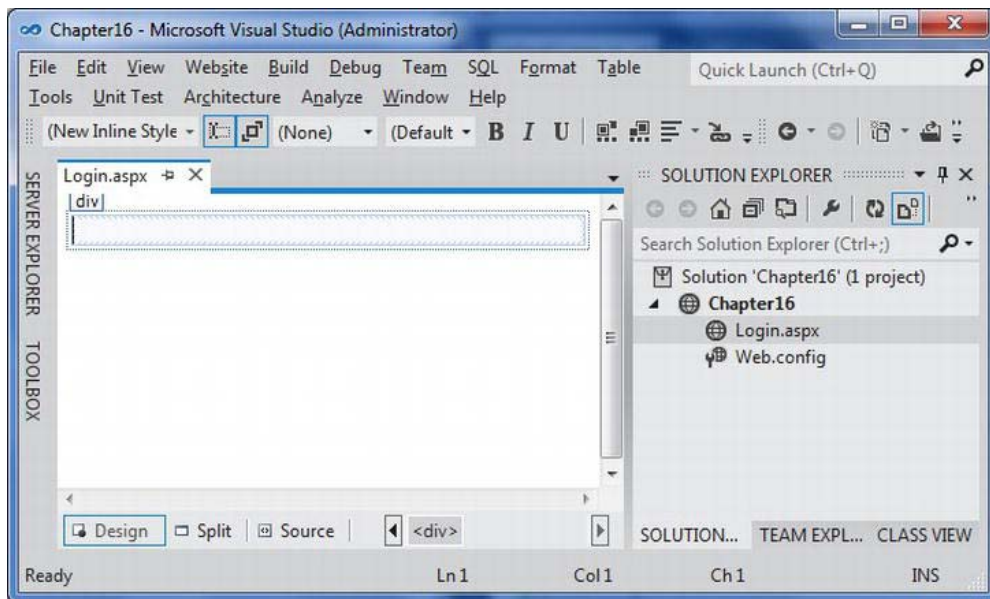 Chapter16 - Microsoft Visual Studio (Administrator)
File Edit View Website Build Debug Team SQL Format Table Quick Launch (Ctrl+Q)
Tools Unit Test Architecture Analyze Window Help
(New Inline Style (None) (Default B I U
SERVER EXPLORER
TOOLBOX
Login.aspx
div
Design Split Source <div>
SOLUTION EXPLORER
Search Solution Explorer (Ctrl+;)
Solution 'Chapter16' (1 project)
Chapter16
Login.aspx
Web.config
SOLUTION... TEAM EXPL... CLASS VIEW
Ready Ln 1 Col 1 Ch 1 INS